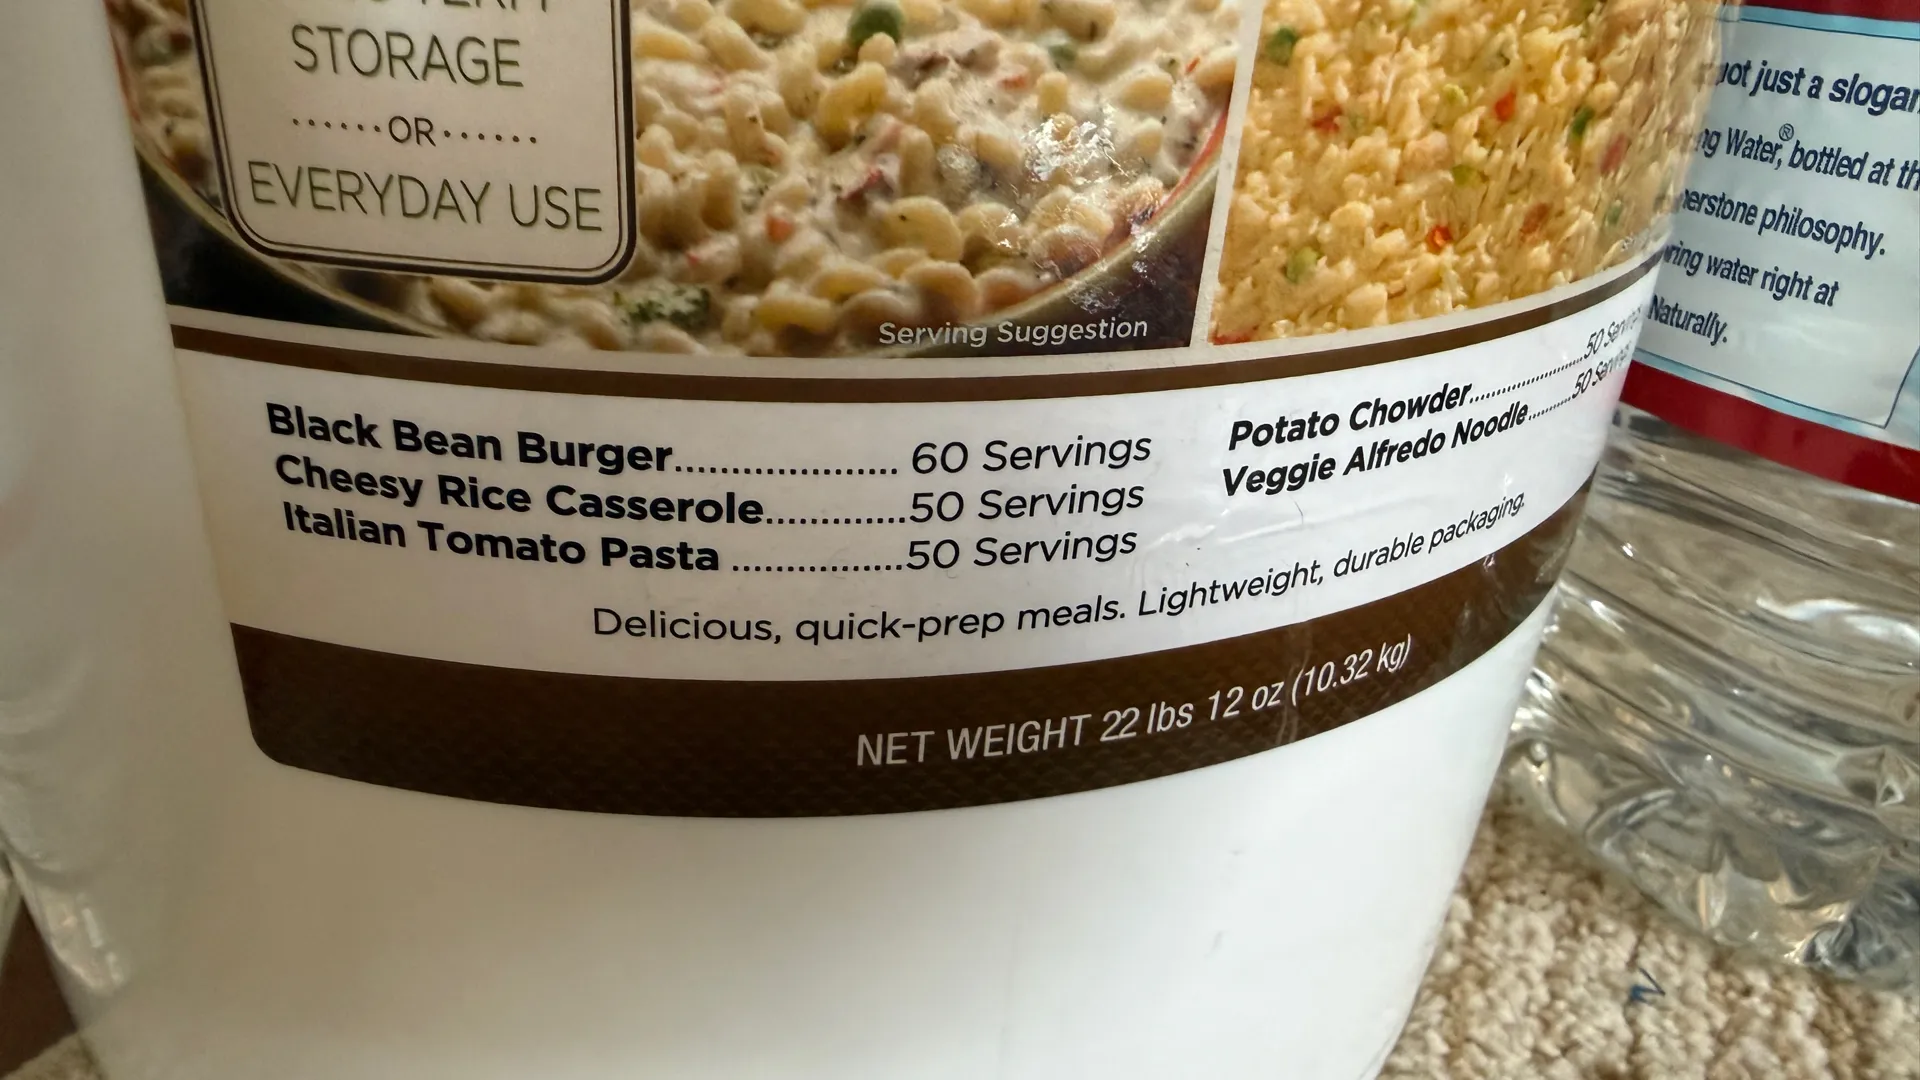 STORAGE
······OR······
EVERYDAY USE
Serving Suggestion
Black Bean Burger.................... 60 Servings
Cheesy Rice Casserole.............50 Servings
Italian Tomato Pasta ................50 Servings
Potato Chowder....................50
Veggie Alfredo Noodle..........50
Delicious, quick-prep meals. Lightweight, durable packaging.
NET WEIGHT 22 lbs 12 oz (10.32 kg)
just a slogan
Water,® bottled at
philosophy.
water right at
Naturally.